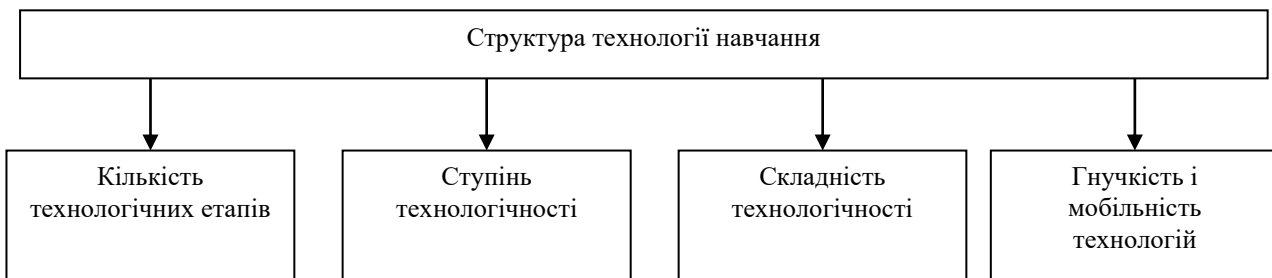 Структура технології навчання
Кількість
технологічних етапів
Ступінь
технологічності
Складність
технологічності
Гнучкість і
мобільність
технологій